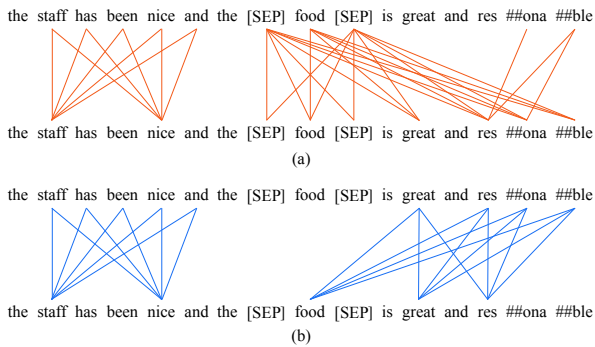 the staff has been nice and the [SEP] food [SEP] is great and res ##ona ##ble
the staff has been nice and the [SEP] food [SEP] is great and res ##ona ##ble
(a)
the staff has been nice and the [SEP] food [SEP] is great and res ##ona ##ble
the staff has been nice and the [SEP] food [SEP] is great and res ##ona ##ble
(b)